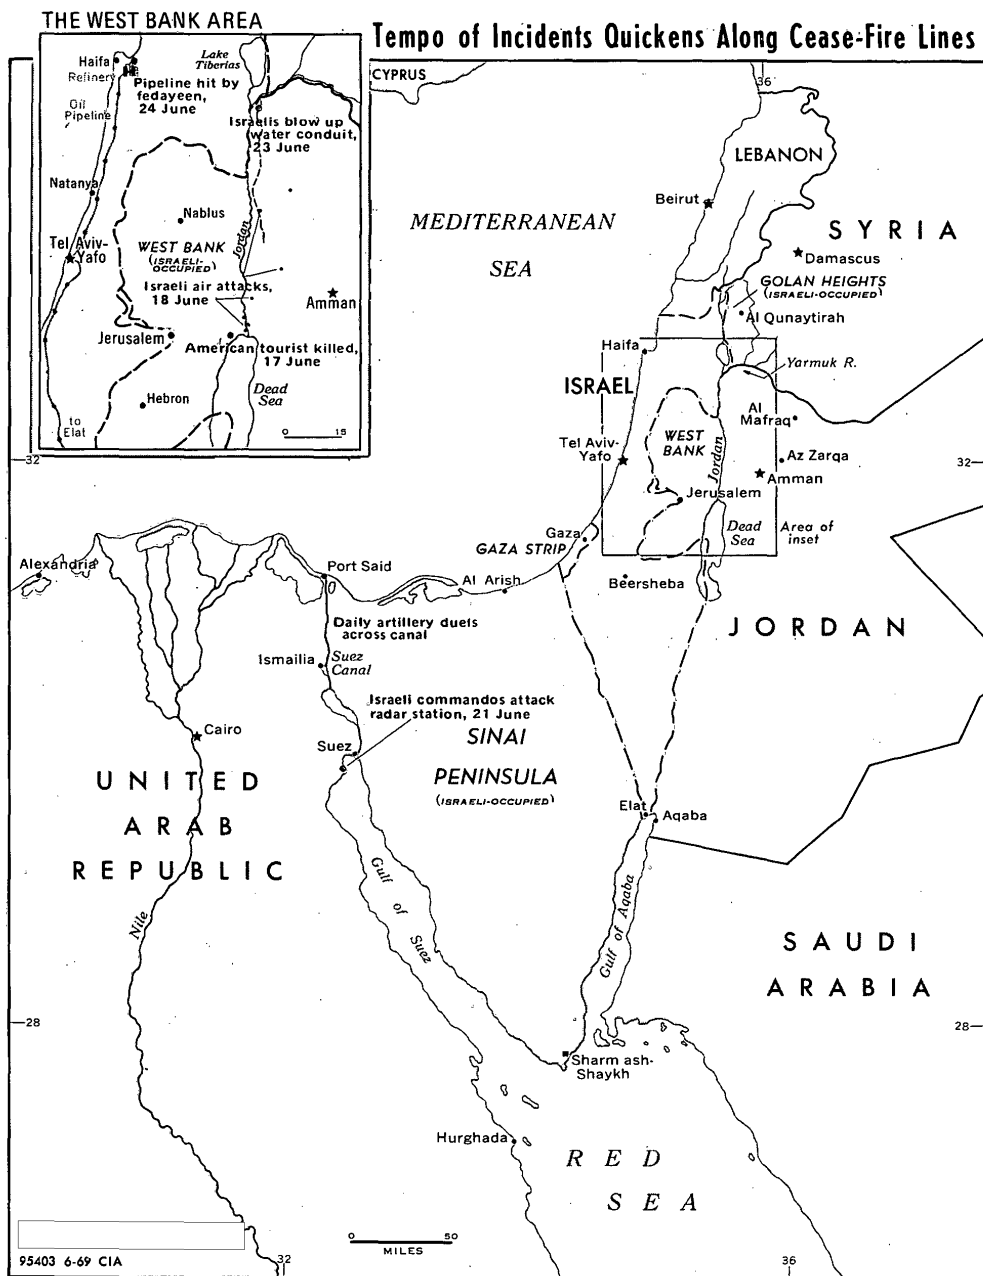 THE WEST BANK AREA
Tempo of Incidents Quickens Along Cease-Fire Lines
Haifa
Refinery
Pipeline hit by
fedayeen,
24 June
Oil
Pipeline
Lake
Tiberias
Israelis blow up
water conduit,
23 June
Natanya
Nablus
Tel Aviv-
Yafo
WEST BANK
(ISRAELI-
OCCUPIED)
Jordan
Israeli air attacks,
18 June
Amman
Jerusalem
American tourist killed,
17 June
Hebron
Dead
Sea
to
Elat
0 15
CYPRUS
36
LEBANON
Beirut
MEDITERRANEAN
SEA
SYRIA
Damascus
GOLAN HEIGHTS
(ISRAELI-OCCUPIED)
Al Qunaytirah
Haifa
Yarmuk R.
ISRAEL
Al
Mafraq
Tel Aviv-
Yafo
WEST
BANK
Jordan
Az Zarqa
Amman
32
32
Jerusalem
Gaza
GAZA STRIP
Dead
Sea
Area of
inset
Alexandria
Port Said
Al Arish
Beersheba
Daily artillery duels
across canal
JORDAN
Ismailia
Suez
Canal
Israeli commandos attack
radar station, 21 June
Cairo
Suez
SINAI
PENINSULA
(ISRAELI-OCCUPIED)
UNITED
ARAB
REPUBLIC
Elat
Aqaba
Gulf of Suez
Gulf of Aqaba
Nile
SAUDI
ARABIA
28
28
Sharm ash-
Shaykh
Hurghada
RED
SEA
0 50
MILES
95403 6-69 CIA
32
36